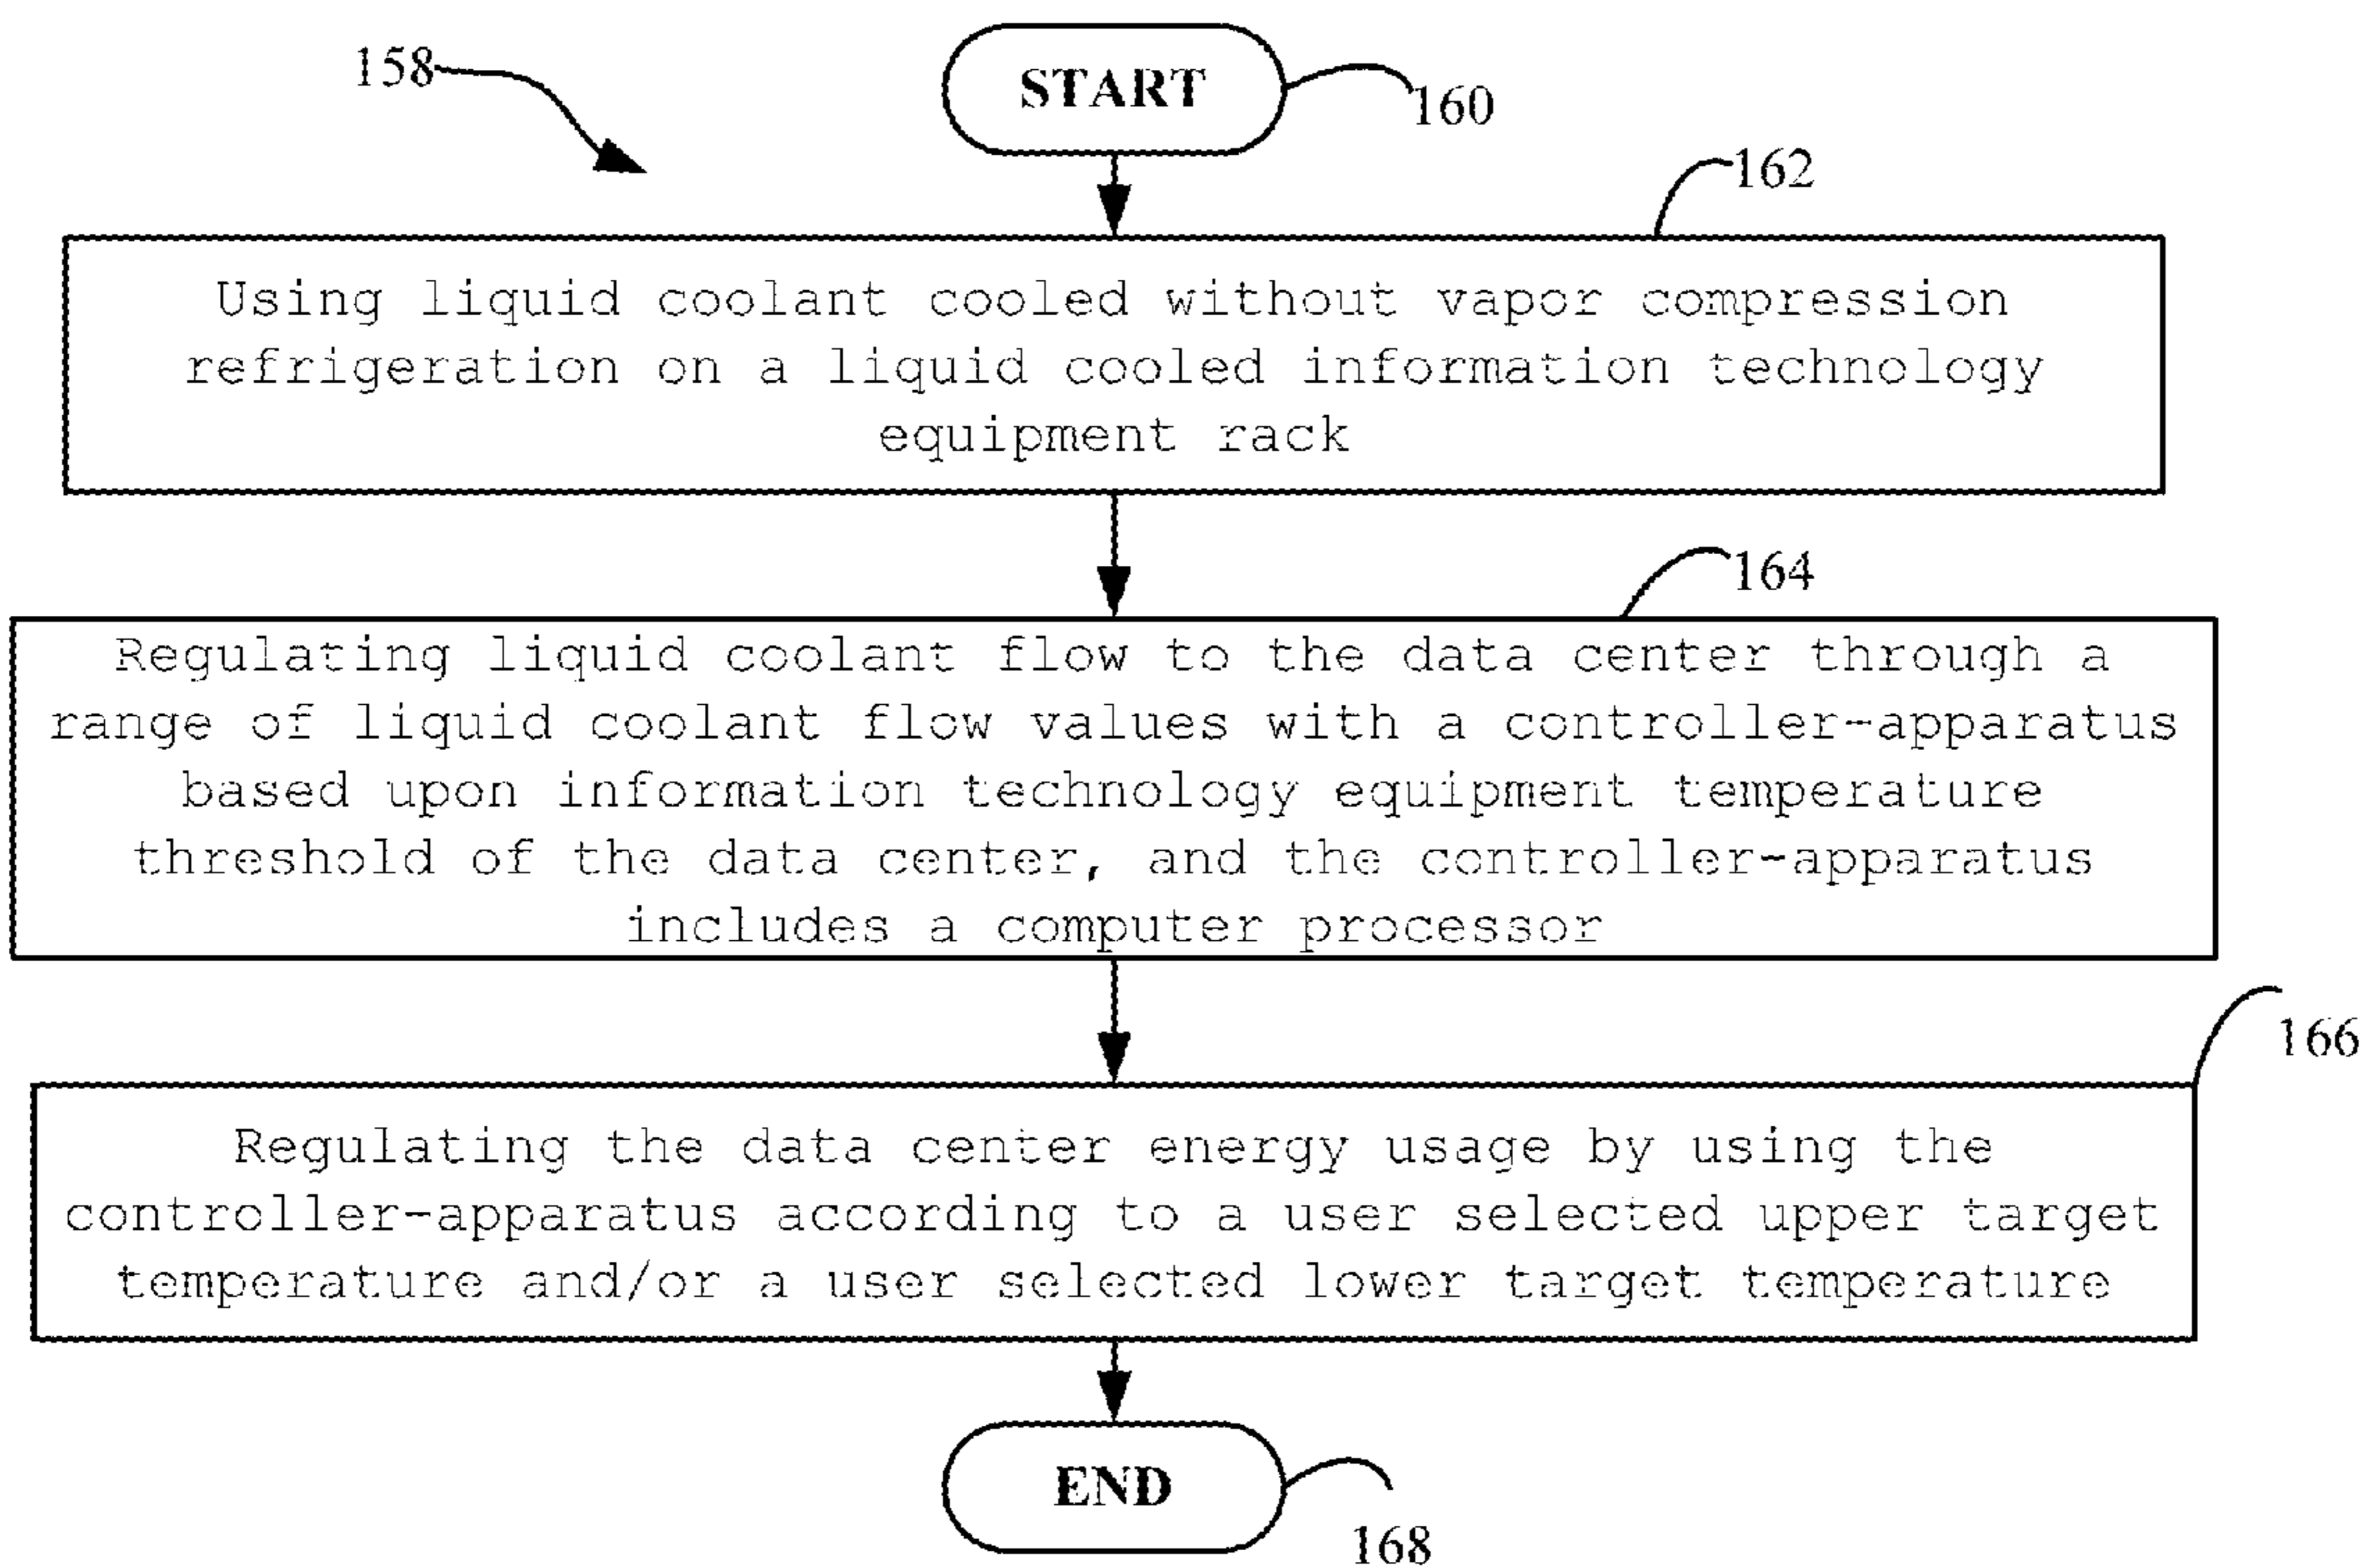 158
START
160
162
Using liquid coolant cooled without vapor compression
refrigeration on a liquid cooled information technology
equipment rack
164
Regulating liquid coolant flow to the data center through a
range of liquid coolant flow values with a controller-apparatus
based upon information technology equipment temperature
threshold of the data center, and the controller-apparatus
includes a computer processor
166
Regulating the data center energy usage by using the
controller-apparatus according to a user selected upper target
temperature and/or a user selected lower target temperature
END
168